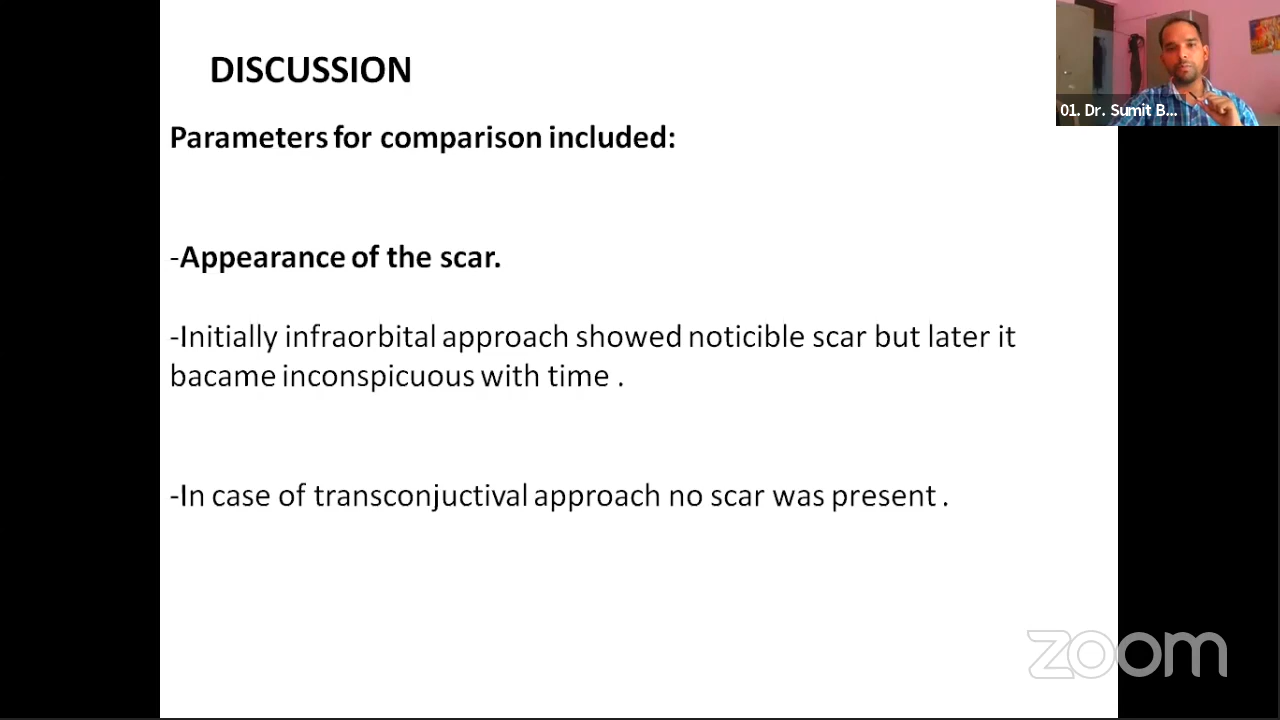 DISCUSSION
01. Dr. Sumit B...
Parameters for comparison included:
-Appearance of the scar.
-Initially infraorbital approach showed noticible scar but later it
bacame inconspicuous with time .
-In case of transconjuctival approach no scar was present .
zoom